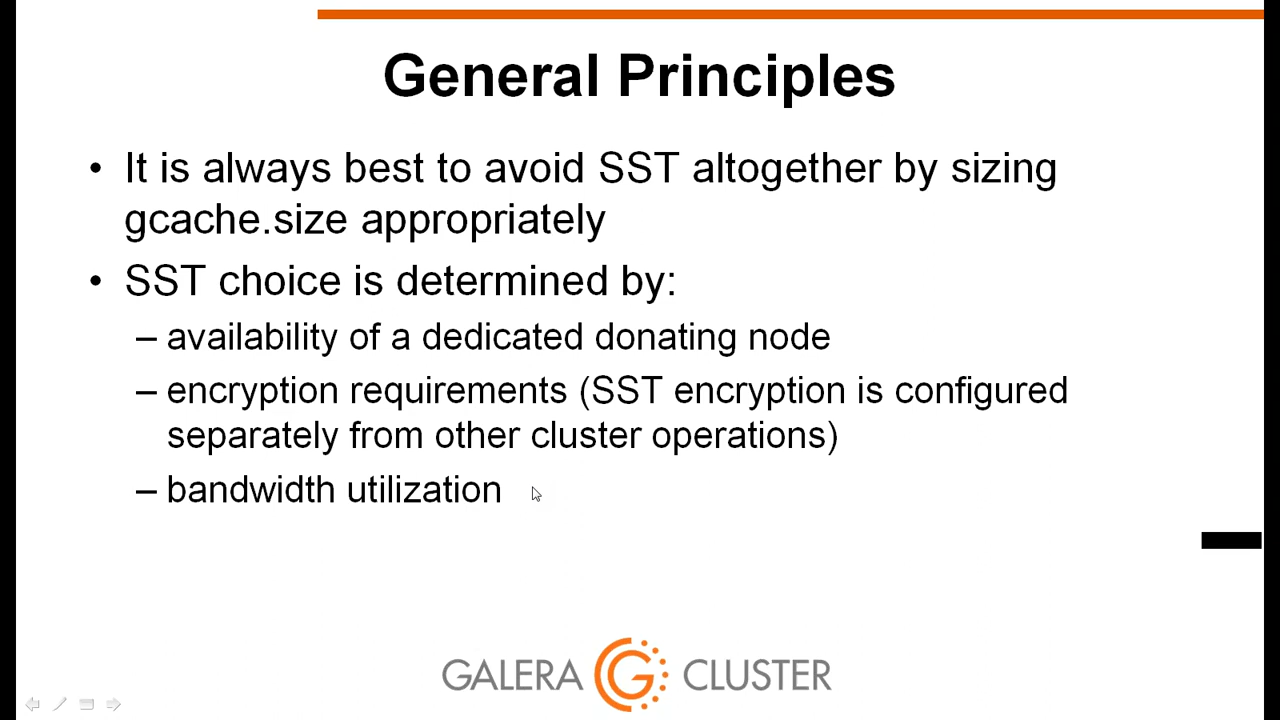 General Principles
• It is always best to avoid SST altogether by sizing
gcache.size appropriately
• SST choice is determined by:
– availability of a dedicated donating node
– encryption requirements (SST encryption is configured
separately from other cluster operations)
– bandwidth utilization
GALERA CLUSTER